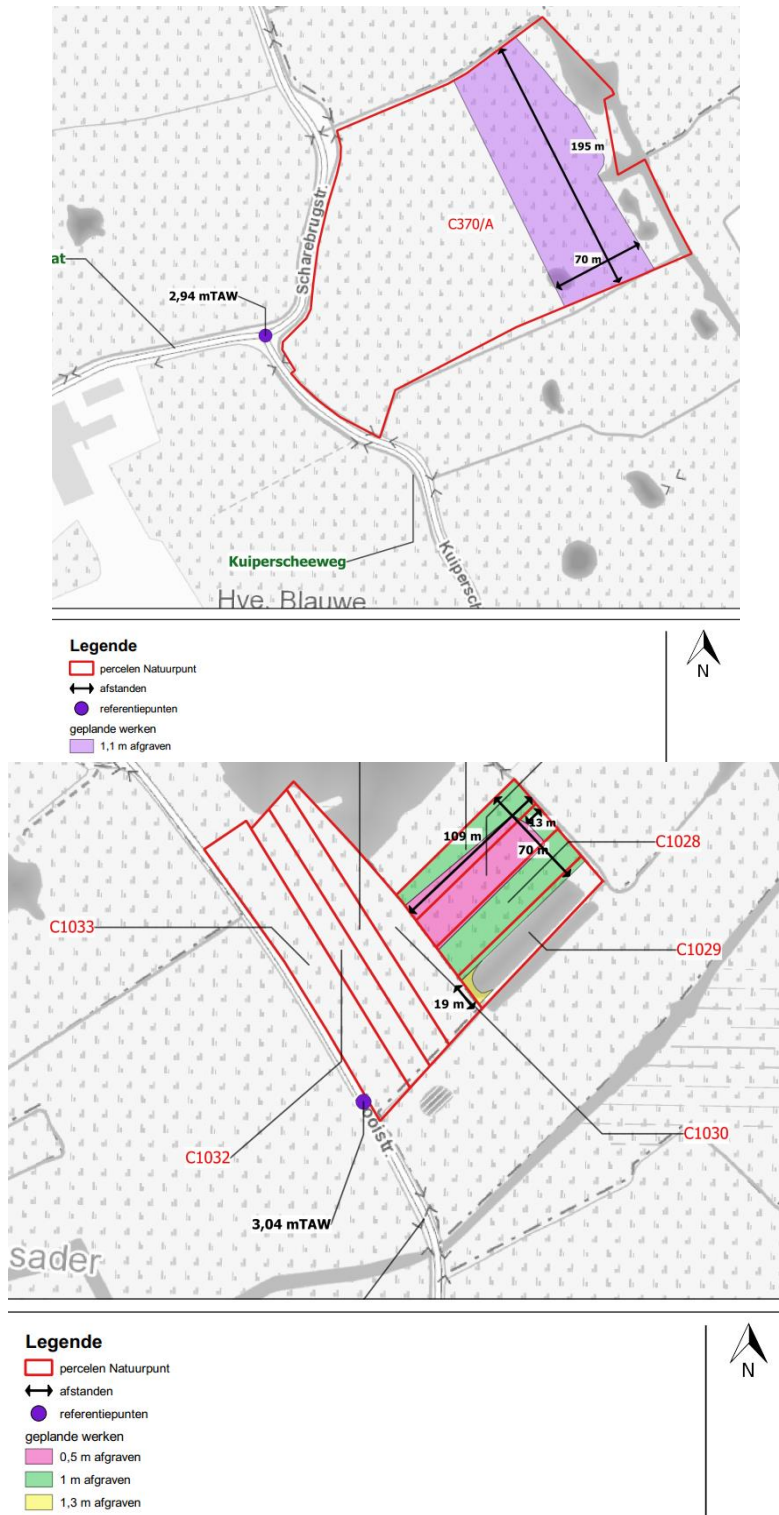 195 m
C370/A
Scharebrugstr.
70 m
at
2,94 mTAW
Kuiperscheeweg
Kuipersch
Hve. Blauwe
Legende
percelen Natuurpunt
afstanden
referentiepunten
geplande werken
1,1 m afgraven
N
13 m
109 m
C1028
70 m
C1033
C1029
19 m
C1030
ooistr.
C1032
3,04 mTAW
sader
Legende
percelen Natuurpunt
afstanden
referentiepunten
geplande werken
0,5 m afgraven
1 m afgraven
1,3 m afgraven
N